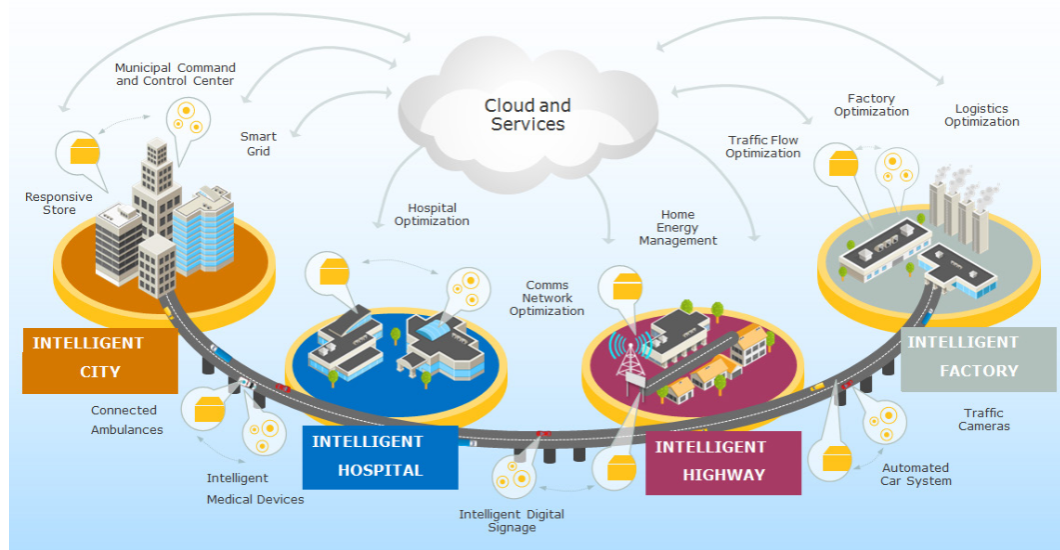 Municipal Command
and Control Center
Cloud and
Services
Factory
Optimization
Logistics
Optimization
Smart
Grid
Traffic Flow
Optimization
Responsive
Store
Hospital
Optimization
Home
Energy
Management
Comms
Network
Optimization
INTELLIGENT
CITY
INTELLIGENT
FACTORY
Connected
Ambulances
INTELLIGENT
HOSPITAL
INTELLIGENT
HIGHWAY
Traffic
Cameras
Intelligent
Medical Devices
Automated
Car System
Intelligent Digital
Signage